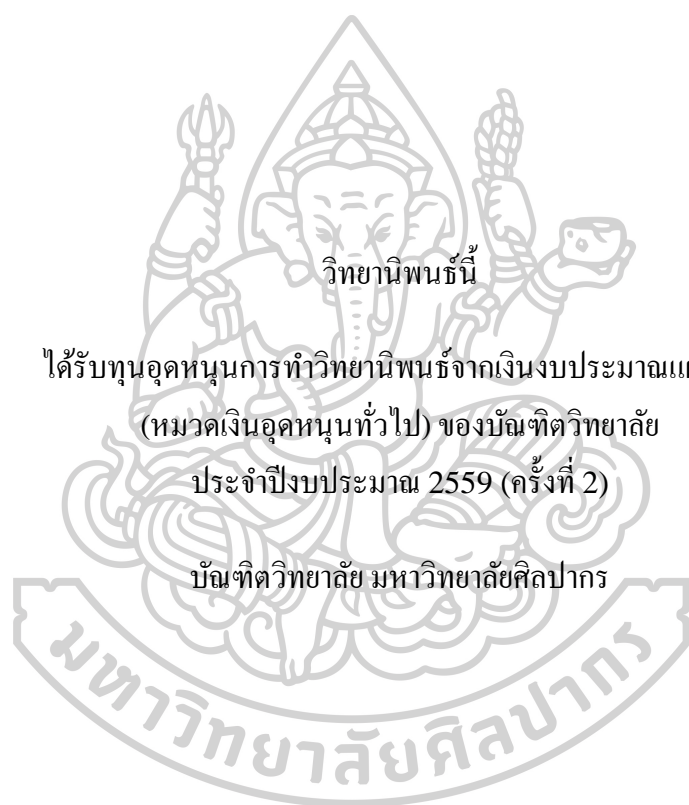 วิทยานิพนธ์นี้
ได้รับทุนอุดหนุนการทำวิทยานิพนธ์จากเงินงบประมาณ
(หมวดเงินอุดหนุนทั่วไป) ของบัณฑิตวิทยาลัย
ประจำปีงบประมาณ 2559 (ครั้งที่ 2)
บัณฑิตวิทยาลัย มหาวิทยาลัยศิลปากร
มหาวิทยาลัยศิลปากร